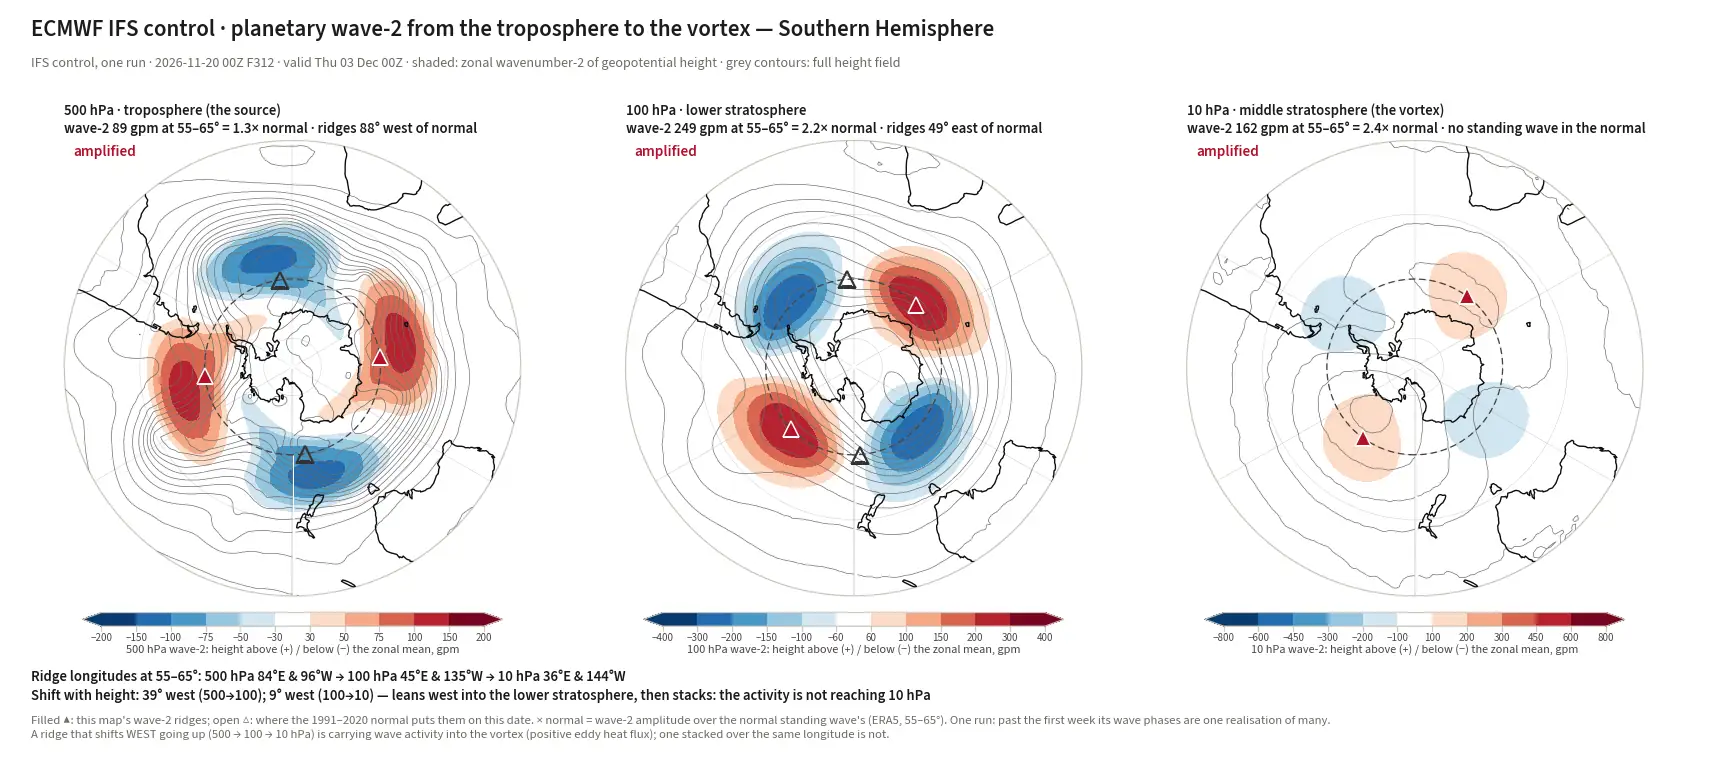 ECMWF IFS control · planetary wave-2 from the troposphere to the vortex — Southern Hemisphere
IFS control, one run · 2026-11-20 00Z F312 · valid Thu 03 Dec 00Z · shaded: zonal wavenumber-2 of geopotential height · grey contours: full height field
500 hPa · troposphere (the source)
wave-2 89 gpm at 55–65° = 1.3× normal · ridges 88° west of normal
amplified
100 hPa · lower stratosphere
wave-2 249 gpm at 55–65° = 2.2× normal · ridges 49° east of normal
amplified
10 hPa · middle stratosphere (the vortex)
wave-2 162 gpm at 55–65° = 2.4× normal · no standing wave in the normal
amplified
−200 −150 −100 −75 −50 −30 30 50 75 100 150 200
500 hPa wave-2: height above (+) / below (−) the zonal mean, gpm
−400 −300 −200 −150 −100 −60 60 100 150 200 300 400
100 hPa wave-2: height above (+) / below (−) the zonal mean, gpm
−800 −600 −450 −300 −200 −100 100 200 300 450 600 800
10 hPa wave-2: height above (+) / below (−) the zonal mean, gpm
Ridge longitudes at 55–65°: 500 hPa 84°E & 96°W → 100 hPa 45°E & 135°W → 10 hPa 36°E & 144°W
Shift with height: 39° west (500→100); 9° west (100→10) — leans west into the lower stratosphere, then stacks: the activity is not reaching 10 hPa
Filled ▲: this map's wave-2 ridges; open △: where the 1991–2020 normal puts them on this date. × normal = wave-2 amplitude over the normal standing wave's (ERA5, 55–65°). One run: past the first week its wave phases are one realisation of many.
A ridge that shifts WEST going up (500 → 100 → 10 hPa) is carrying wave activity into the vortex (positive eddy heat flux); one stacked over the same longitude is not.